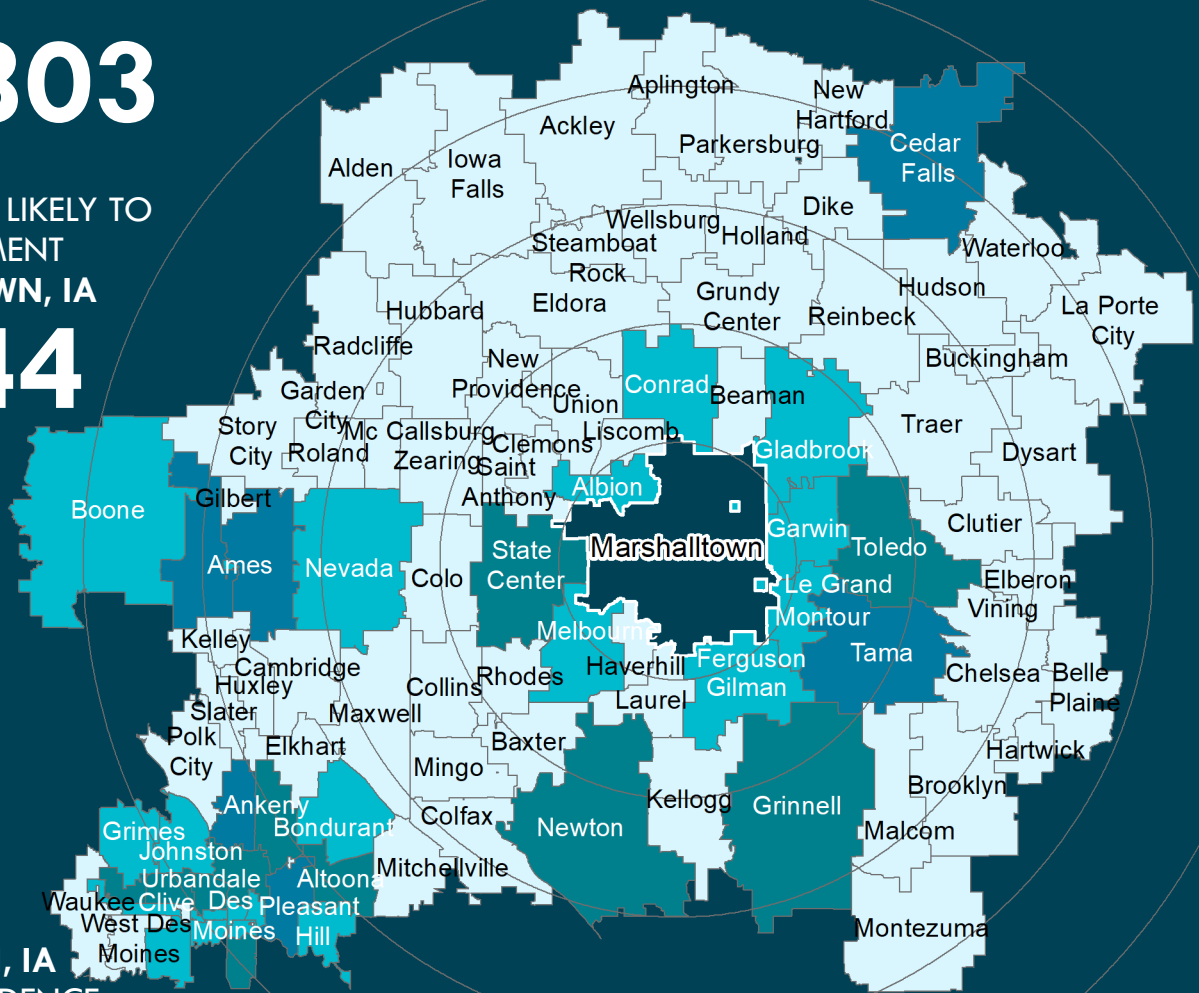 803
LIKELY TO
MENT
WN, IA
44
Aplington
New
Hartford
Ackley
Parkersburg
Cedar
Falls
Iowa
Falls
Alden
Dike
Wellsburg
Holland
Steamboat
Rock
Waterloo
Hudson
Eldora
Grundy
Center
Hubbard
Reinbeck
La Porte
City
Radcliffe
New
Providence
Buckingham
Garden
City
Conrad
Beaman
Union
Story
City
Roland
Mc Callsburg
Zearing
Clemons
Liscomb
Traer
Gladbrook
Dysart
Saint
Anthony
Albion
Gilbert
Boone
Clutier
Garwin
Toledo
Marshalltown
State
Center
Ames
Nevada
Colo
Le Grand
Elberon
Vining
Montour
Melbourne
Kelley
Tama
Cambridge
Huxley
Haverhill
Ferguson
Gilman
Rhodes
Collins
Chelsea
Belle
Plaine
Laurel
Slater
Maxwell
Polk
City
Elkhart
Baxter
Hartwick
Mingo
Brooklyn
Kellogg
Grinnell
Ankeny
Bondurant
Colfax
Newton
Malcom
Grimes
Johnston
Mitchellville
Urbandale
Altoona
Waukee
Clive
Des
Moines
Pleasant
Hill
West Des
Moines
Montezuma
, IA
DENCE